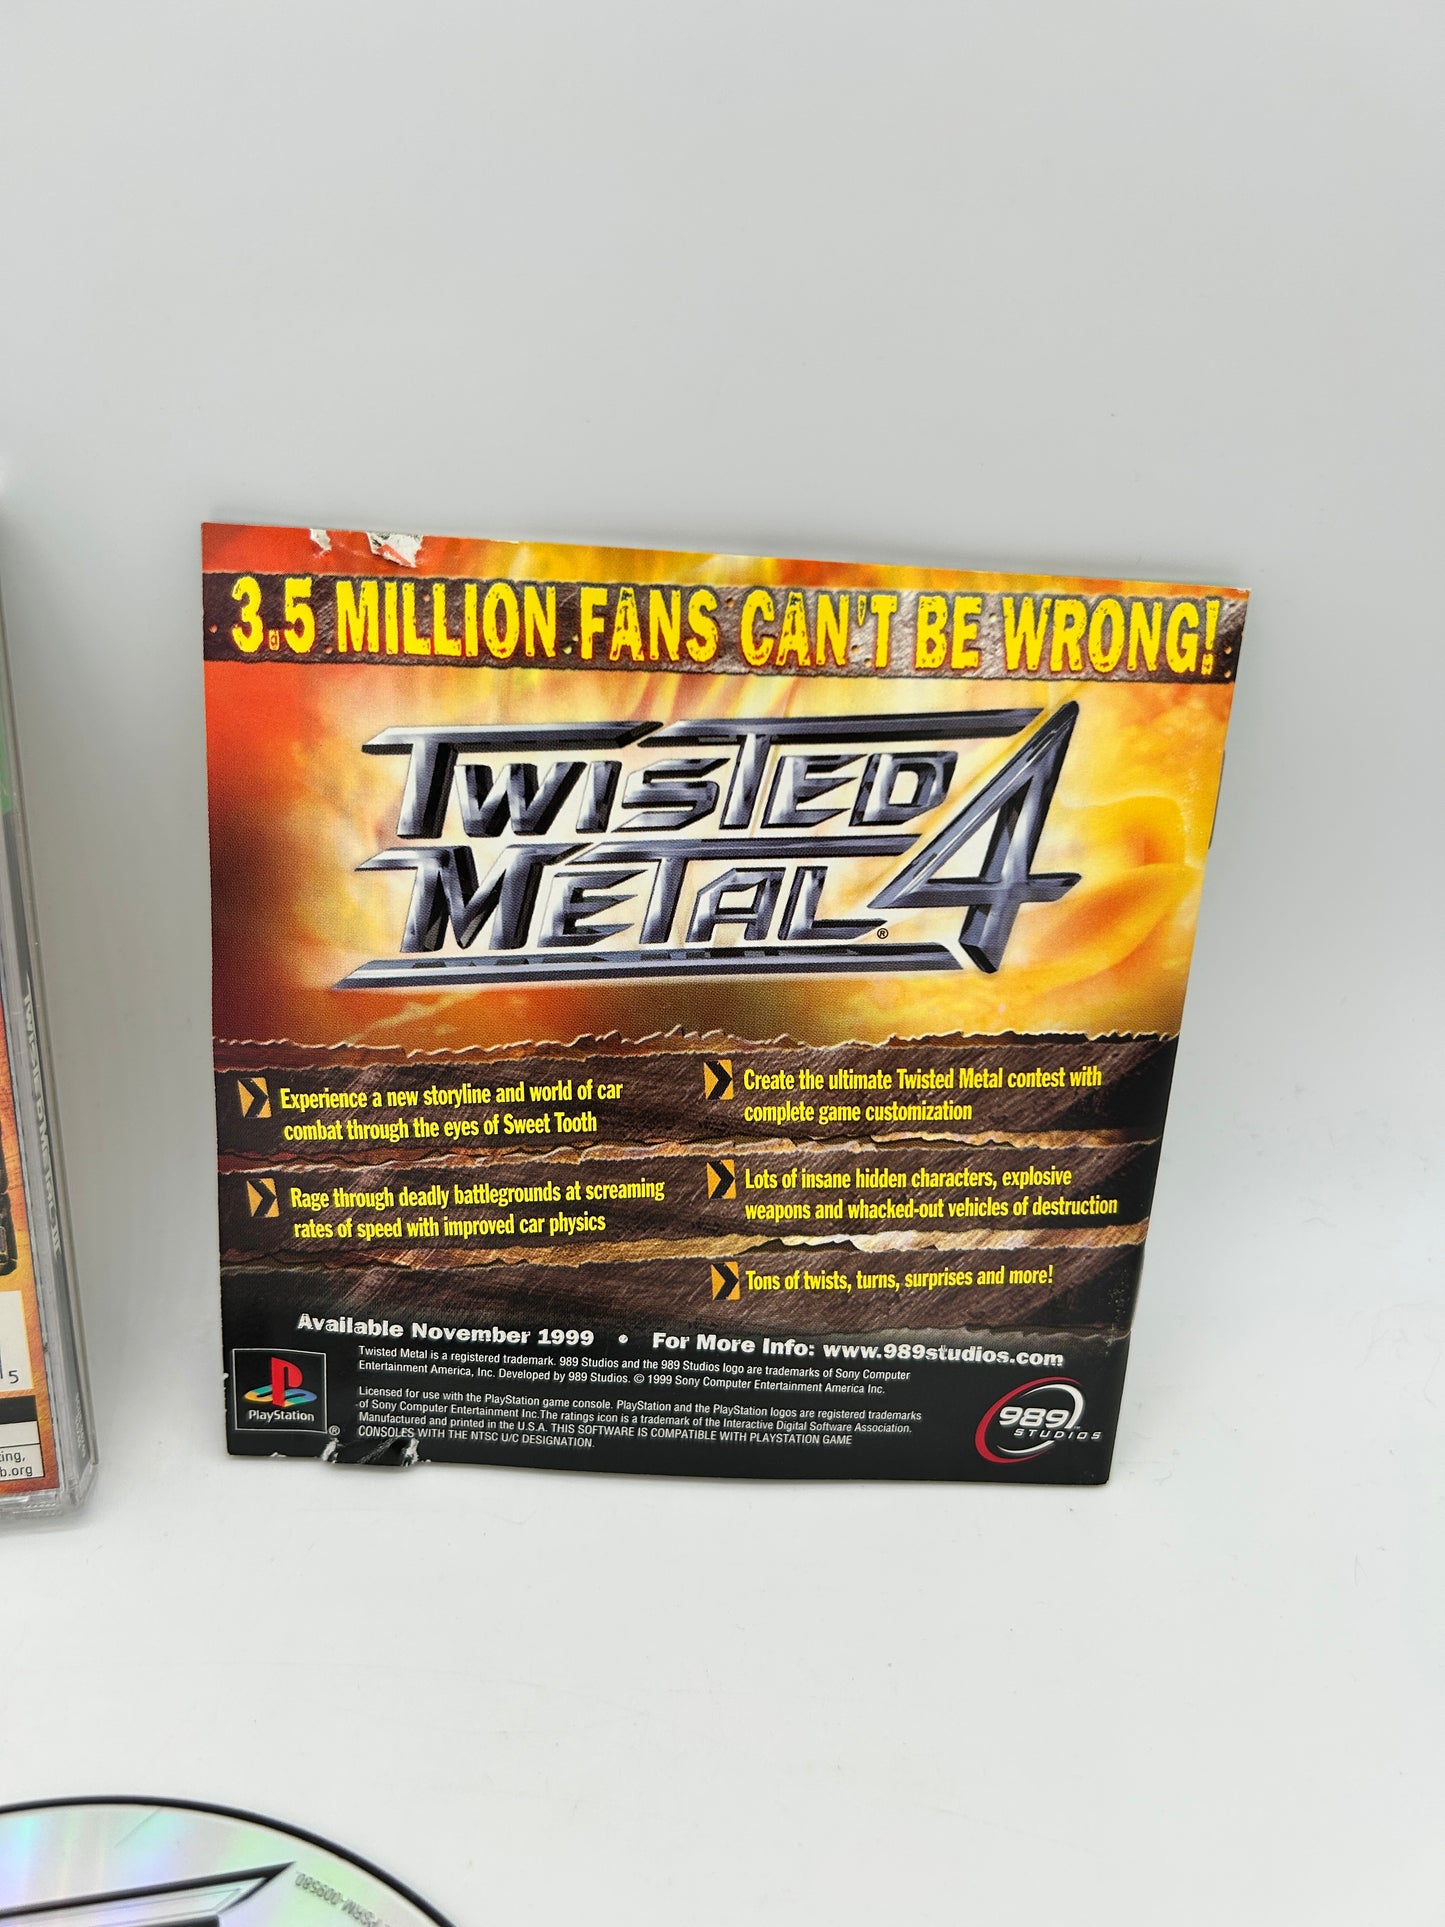 3.5 MILLION FANS CAN'T BE WRONG!
TWISTED
METAL 4
®
Experience a new storyline and world of car
combat through the eyes of Sweet Tooth
Rage through deadly battlegrounds at screaming
rates of speed with improved car physics
Create the ultimate Twisted Metal contest with
complete game customization
Lots of insane hidden characters, explosive
weapons and whacked-out vehicles of destruction
Tons of twists, turns, surprises and more!
Available November 1999 • For More Info: www.989studios.com
Twisted Metal is a registered trademark. 989 Studios and the 989 Studios logo are trademarks of Sony Computer
Entertainment America, Inc. Developed by 989 Studios. © 1999 Sony Computer Entertainment America Inc.
Licensed for use with the PlayStation game console. PlayStation and the PlayStation logos are registered trademarks
of Sony Computer Entertainment Inc.The ratings icon is a trademark of the Interactive Digital Software Association.
Manufactured and printed in the U.S.A. THIS SOFTWARE IS COMPATIBLE WITH PLAYSTATION GAME
CONSOLES WITH THE NTSC U/C DESIGNATION.
PlayStation
®
989
STUDIOS
5
ting,
b.org
PSRM-009580